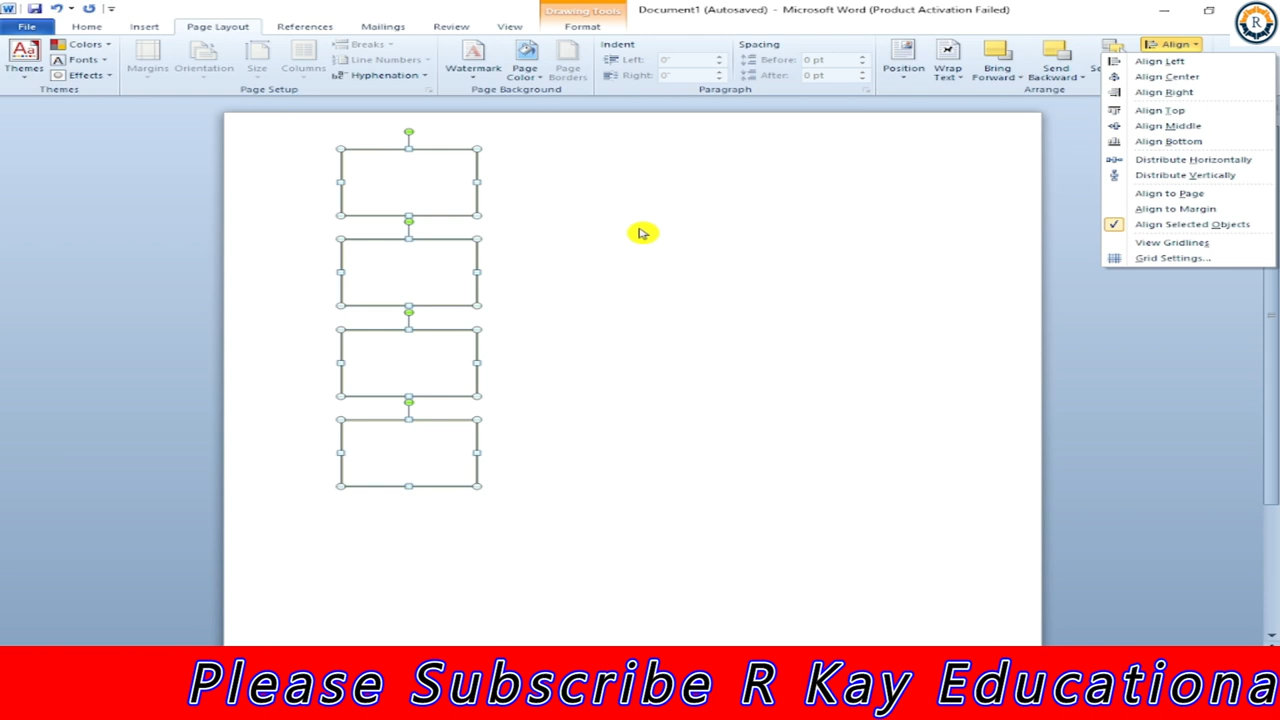 Drawing Tools
Document1 (Autosaved) - Microsoft Word (Product Activation Failed)
File Home Insert Page Layout References Mailings Review View Format
Themes
Colors
Fonts
Effects
Themes
Margins
Orientation
Size
Columns
Breaks
Line Numbers
Hyphenation
Page Setup
Watermark
Page Color
Page Borders
Page Background
Indent
Left: 0"
Right: 0"
Spacing
Before: 0 pt
After: 0 pt
Paragraph
Position
Wrap Text
Bring Forward
Send Backward
Arrange
Align
Align Left
Align Center
Align Right
Align Top
Align Middle
Align Bottom
Distribute Horizontally
Distribute Vertically
Align to Page
Align to Margin
Align Selected Objects
View Gridlines
Grid Settings...
R
Please Subscribe R Kay Educationa